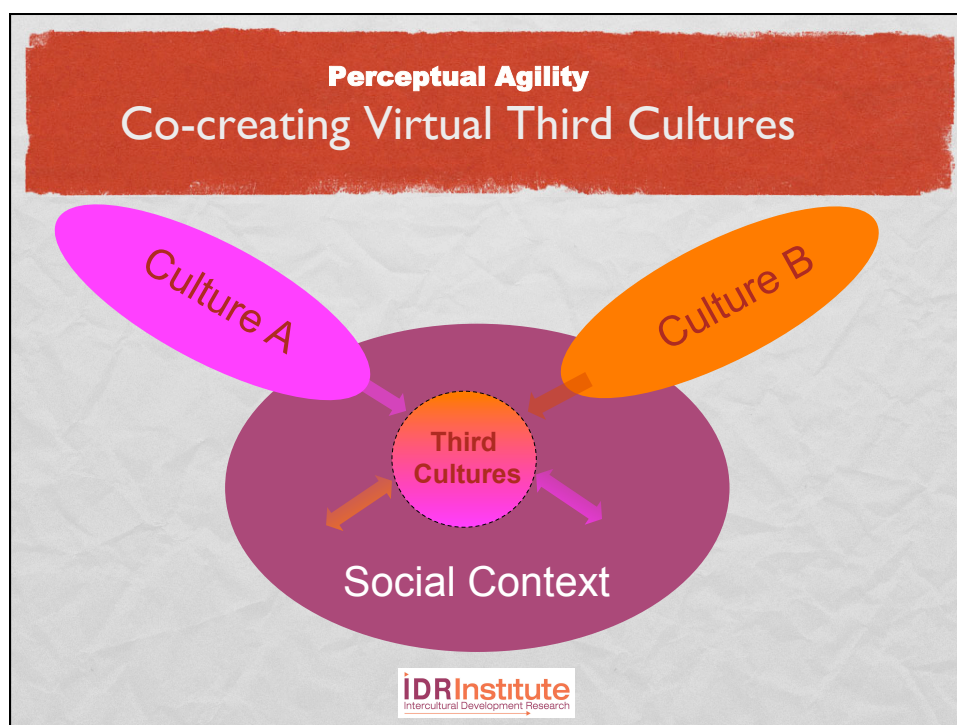 Perceptual Agility
Co-creating Virtual Third Cultures
Culture A
Culture B
Third
Cultures
Social Context
IDRInstitute
Intercultural Development Research